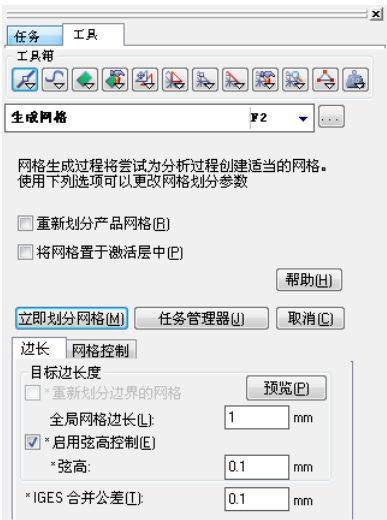 任务 工具
工具箱
生成网格 F2 ...
网格生成过程将尝试为分析过程创建适当的网格。
使用下列选项可以更改网格划分参数
重新划分产品网格(R)
将网格置于激活层中(P)
帮助(H)
立即划分网格(M) 任务管理器(J) 取消(C)
边长 网格控制
目标边长度
*重新划分边界的网格 预览(P)
全局网格边长(L): 1 mm
*启用弦高控制(E)
*弦高: 0.1 mm
*IGES 合并公差(T): 0.1 mm